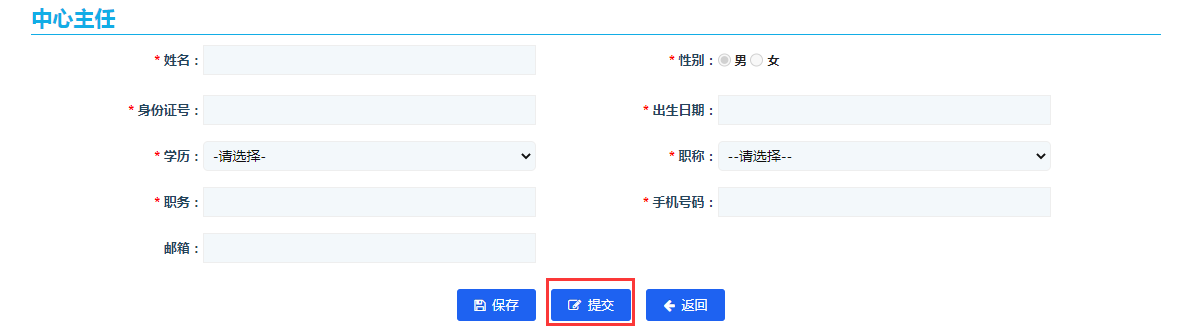 中心主任
* 姓名： * 性别： 男 女
* 身份证号： * 出生日期：
* 学历： -请选择- * 职称： --请选择--
* 职务： * 手机号码：
邮箱：
保存 提交 返回